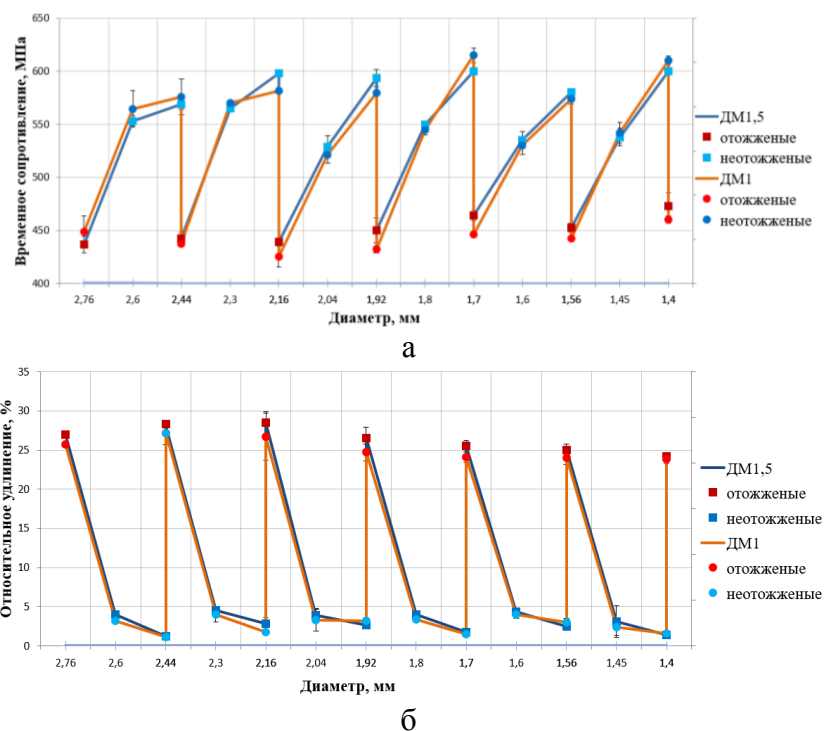 650
600
550
500
450
400
Временное сопротивление, МПа
2,76 2,6 2,44 2,3 2,16 2,04 1,92 1,8 1,7 1,6 1,56 1,45 1,4
Диаметр, мм
ДМ1,5
отожженые
неотожженые
ДМ1
отожженые
неотожженые
а
35
30
25
20
15
10
5
0
Относительное удлинение, %
2,76 2,6 2,44 2,3 2,16 2,04 1,92 1,8 1,7 1,6 1,56 1,45 1,4
Диаметр, мм
ДМ1,5
отожженые
неотожженые
ДМ1
отожженые
неотожженые
б